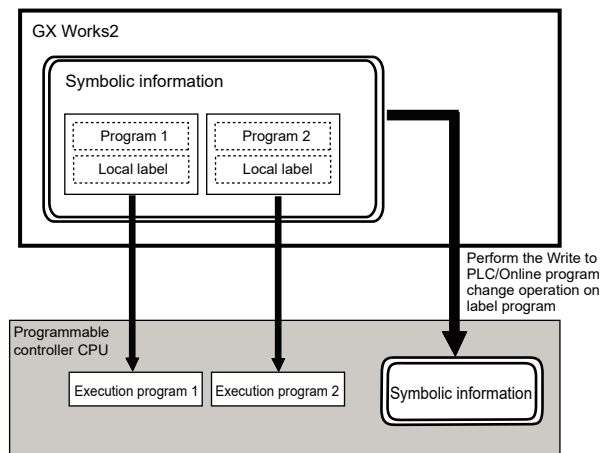 GX Works2
Symbolic information
Program 1
Program 2
Local label
Local label
Perform the Write to
PLC/Online program
change operation on
label program
Programmable
controller CPU
Execution program 1
Execution program 2
Symbolic information